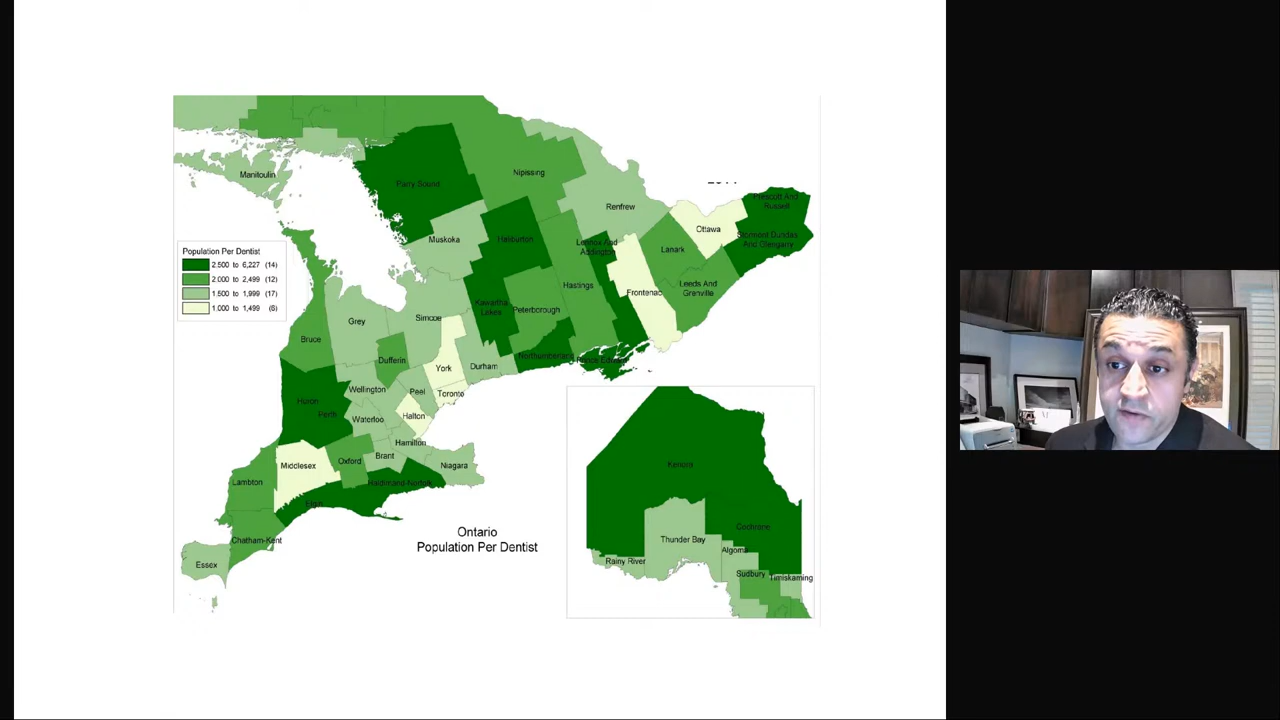 Manitoulin
Parry Sound
Nipissing
Renfrew
Muskoka
Haliburton
Lennox And
Addington
Lanark
Ottawa
Prescott And
Russell
Stormont Dundas
And Glengarry
Population Per Dentist
2,500 to 6,227 (14)
2,000 to 2,499 (12)
1,500 to 1,999 (17)
1,000 to 1,499 (6)
Hastings
Frontenac
Leeds And
Grenville
Kawartha
Lakes
Peterborough
Grey
Simcoe
Bruce
Dufferin
York
Durham
Northumberland
Prince Edward
Wellington
Peel
Toronto
Huron
Perth
Waterloo
Halton
Hamilton
Middlesex
Oxford
Brant
Niagara
Lambton
Haldimand-Norfolk
Elgin
Chatham-Kent
Essex
Ontario
Population Per Dentist
Kenora
Cochrane
Thunder Bay
Algoma
Rainy River
Sudbury
Timiskaming